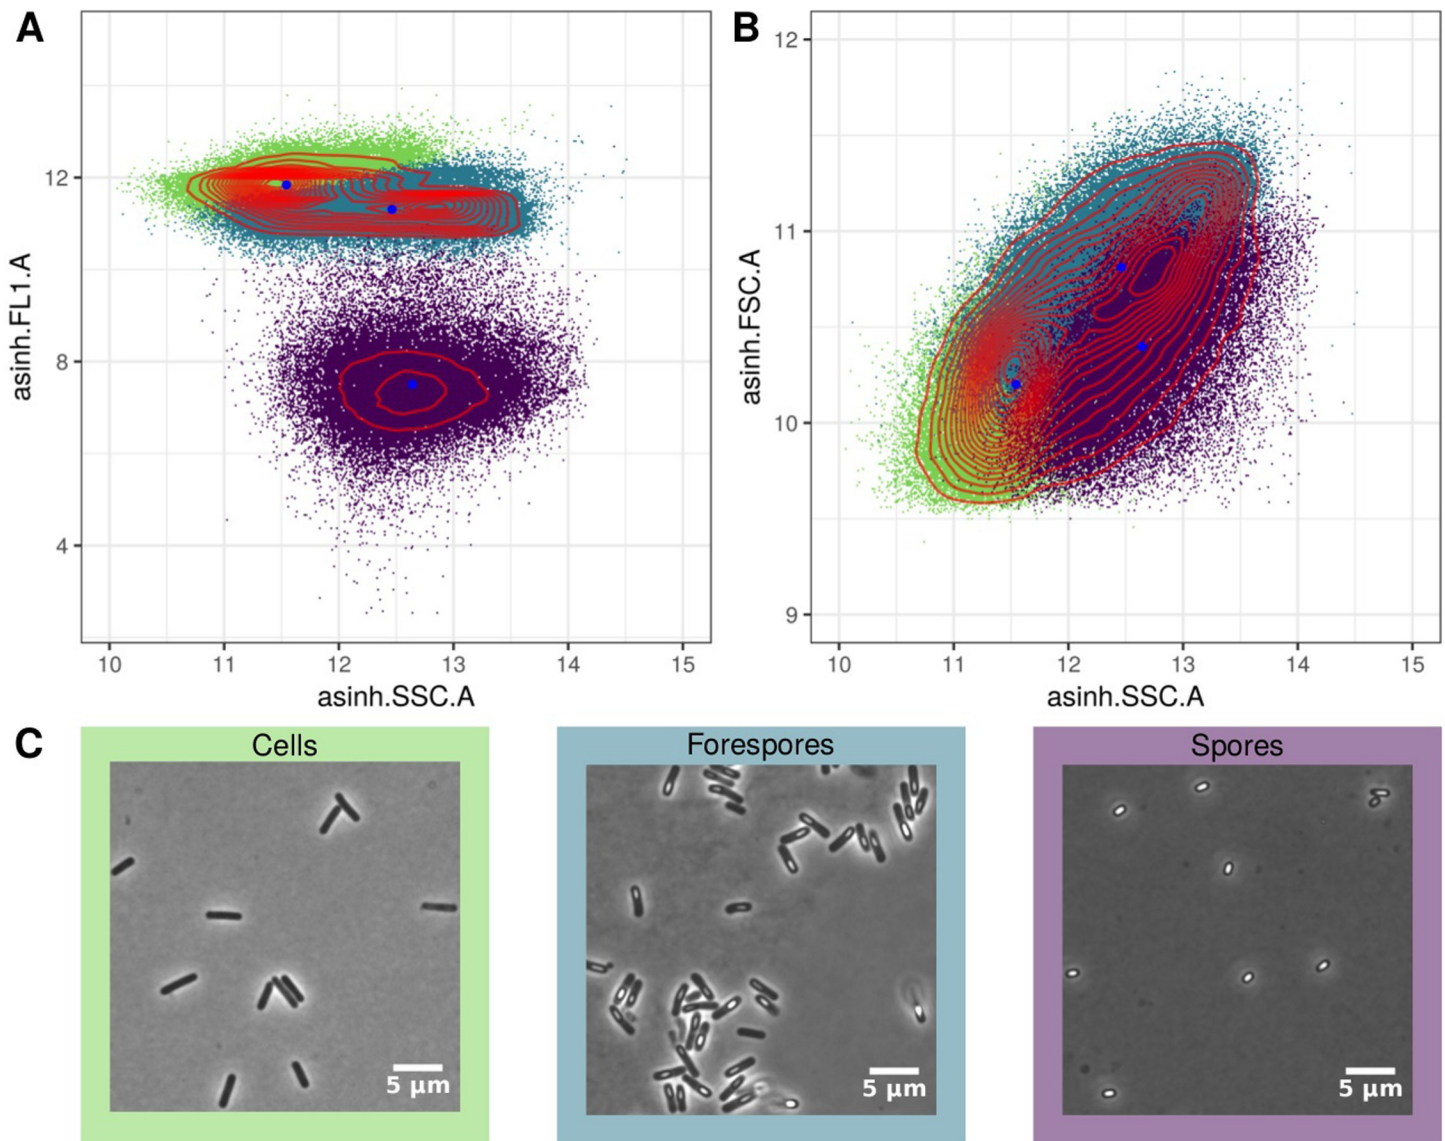 A
B
asinh.FL1.A
12
8
4
10 11 12 13 14 15
asinh.SSC.A
asinh.FSC.A
12
11
10
9
10 11 12 13 14 15
asinh.SSC.A
C
Cells
Forespores
Spores
5 µm
5 µm
5 µm